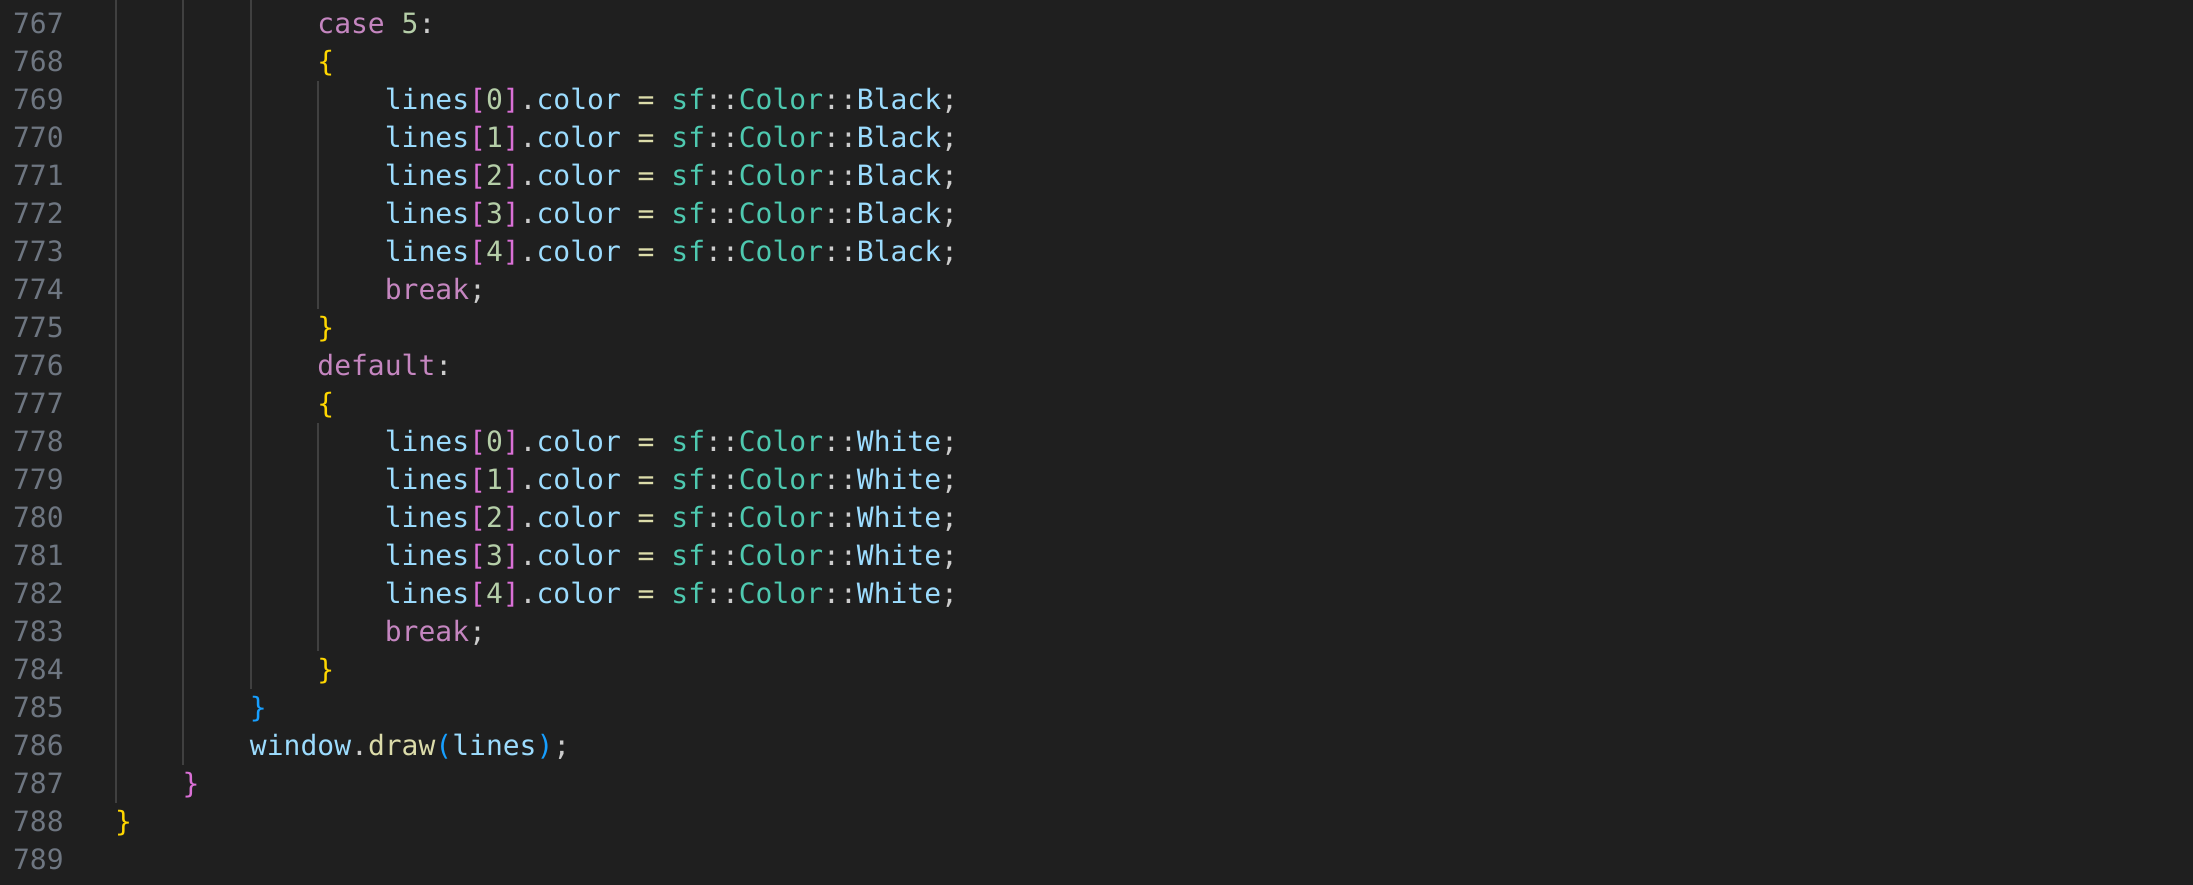 767 case 5:
768 {
769 lines[0].color = sf::Color::Black;
770 lines[1].color = sf::Color::Black;
771 lines[2].color = sf::Color::Black;
772 lines[3].color = sf::Color::Black;
773 lines[4].color = sf::Color::Black;
774 break;
775 }
776 default:
777 {
778 lines[0].color = sf::Color::White;
779 lines[1].color = sf::Color::White;
780 lines[2].color = sf::Color::White;
781 lines[3].color = sf::Color::White;
782 lines[4].color = sf::Color::White;
783 break;
784 }
785 }
786 window.draw(lines);
787 }
788 }
789